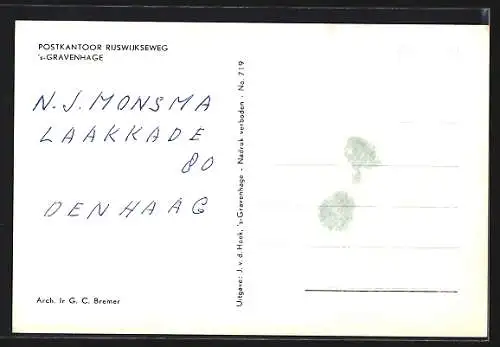 POSTKANTOOR RIJSWIJKSEWEG
's-GRAVENHAGE
N.J. MONSMA
LAAKKADE
80
DEN HAAG
Arch. Ir G. C. Bremer
Uitgave: J. v. d. Hoek, 's-Gravenhage - Nadruk verboden - No. 719